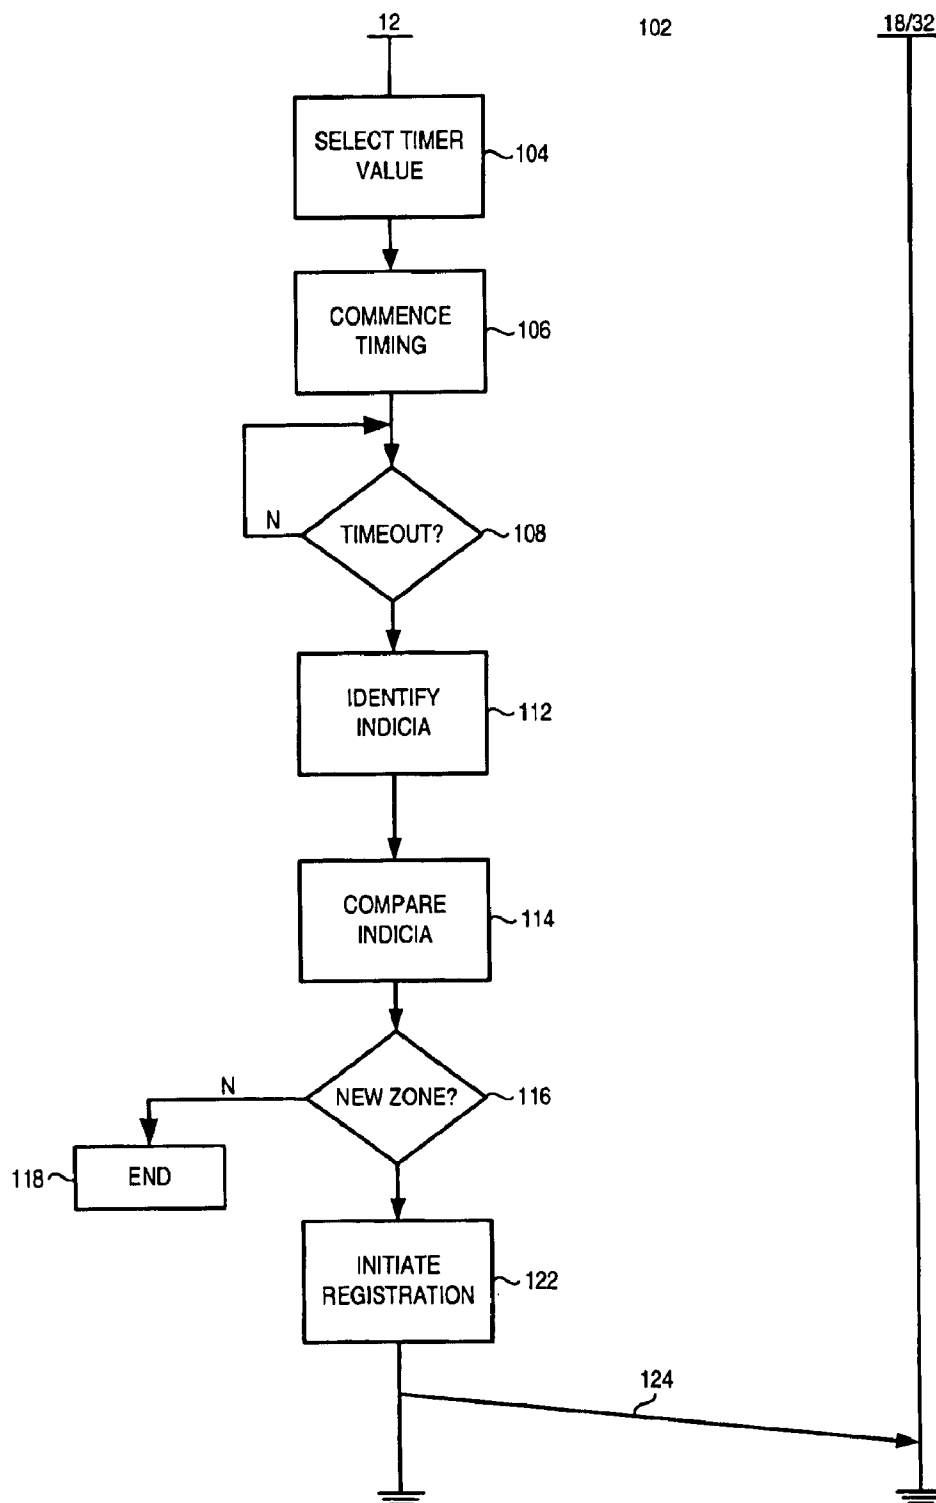 12
102
18/32
SELECT TIMER
VALUE
104
COMMENCE
TIMING
106
N
TIMEOUT?
108
IDENTIFY
INDICIA
112
COMPARE
INDICIA
114
N
NEW ZONE?
116
118
END
INITIATE
REGISTRATION
122
124